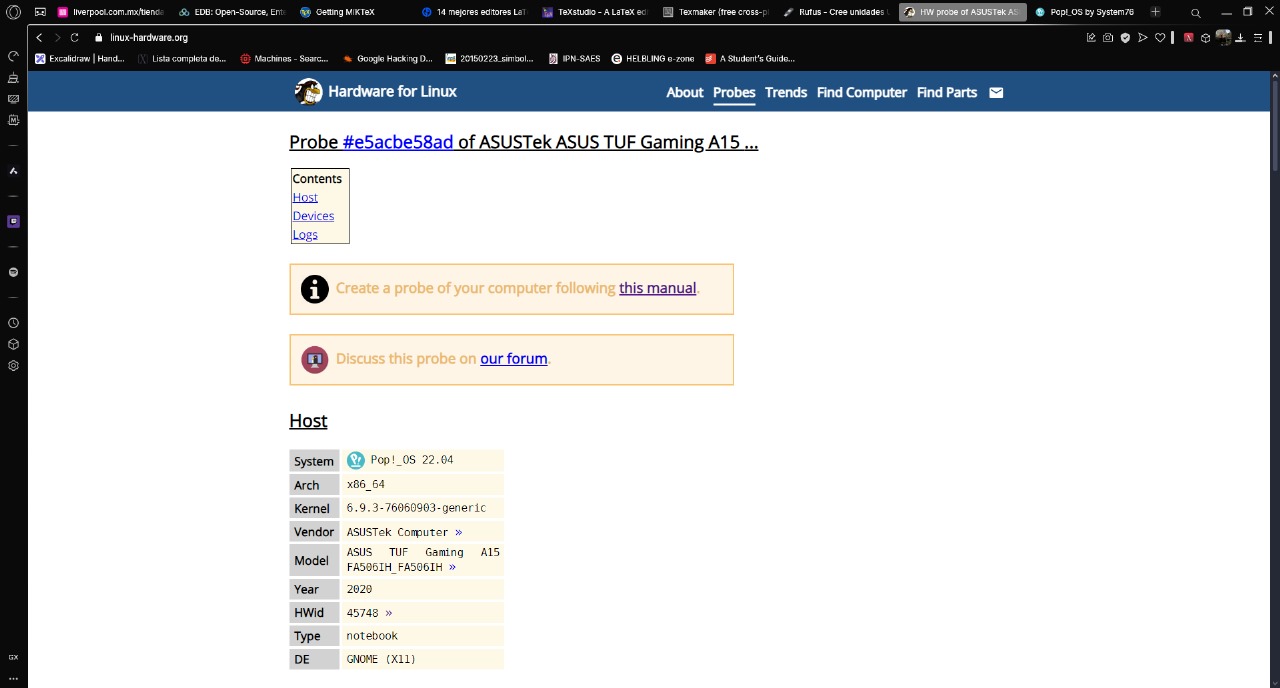 liverpool.com.mx/tienda
EDB: Open-Source, Ente
Getting MiKTeX
14 mejores editores LaT
TeXstudio - A LaTeX edi
Texmaker (free cross-pl
Rufus - Cree unidades U
HW probe of ASUSTek AS
Pop!_OS by System76
linux-hardware.org
Excalidraw | Hand...
Lista completa de...
Machines - Searc...
Google Hacking D...
20150223_simbol...
IPN-SAES
HELBLING e-zone
A Student's Guide...
Hardware for Linux
About Probes Trends Find Computer Find Parts
Probe #e5acbe58ad of ASUSTek ASUS TUF Gaming A15 ...
Contents
Host
Devices
Logs
Create a probe of your computer following this manual.
Discuss this probe on our forum.
Host
System Pop!_OS 22.04
Arch x86_64
Kernel 6.9.3-76060903-generic
Vendor ASUSTek Computer »
Model ASUS TUF Gaming A15
FA506IH_FA506IH »
Year 2020
HWid 45748 »
Type notebook
DE GNOME (X11)
GX